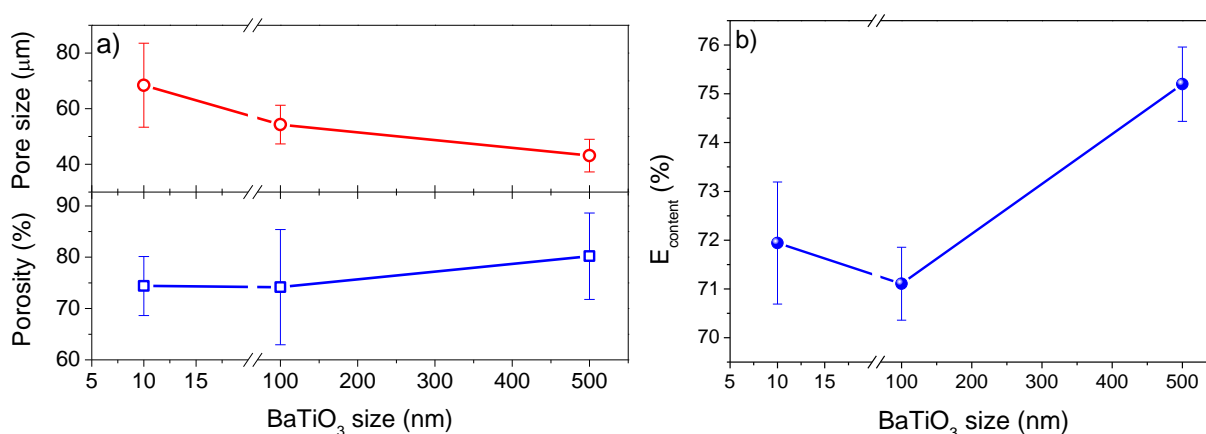 a)
Pore size (μm)
80
60
40
Porosity (%)
90
80
70
60
5 10 15 100 200 300 400 500
BaTiO₃ size (nm)
b)
E_content (%)
76
75
74
73
72
71
70
5 10 15 100 200 300 400 500
BaTiO₃ size (nm)